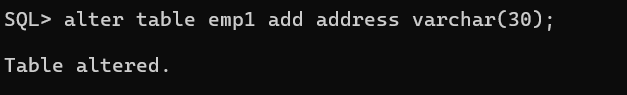 SQL> alter table emp1 add address varchar(30);
Table altered.